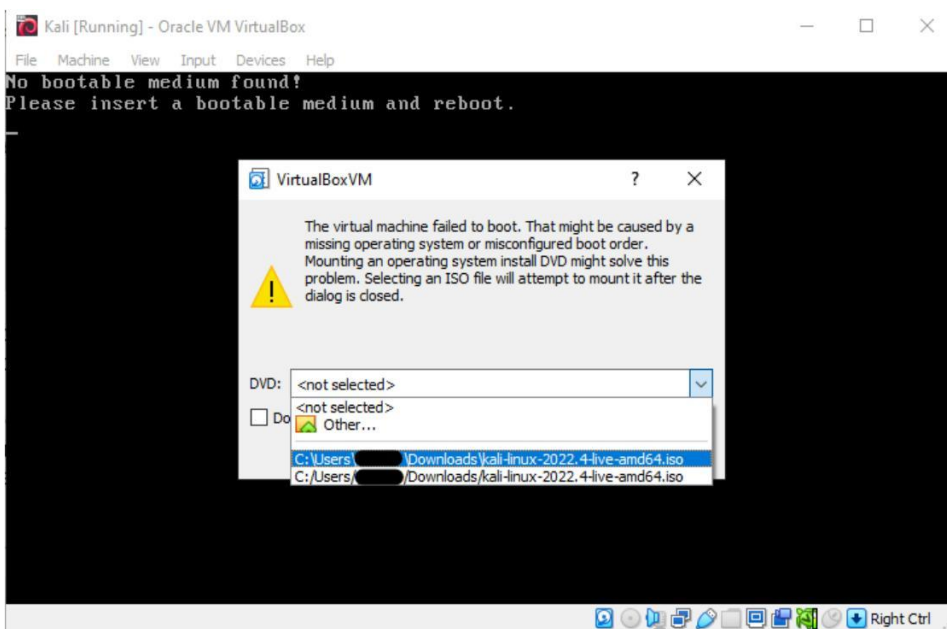 Kali [Running] - Oracle VM VirtualBox
File Machine View Input Devices Help
No bootable medium found!
Please insert a bootable medium and reboot.
VirtualBoxVM
The virtual machine failed to boot. That might be caused by a
missing operating system or misconfigured boot order.
Mounting an operating system install DVD might solve this
problem. Selecting an ISO file will attempt to mount it after the
dialog is closed.
DVD: <not selected>
<not selected>
Do
Other...
C:\Users\ \Downloads\kali-linux-2022.4-live-amd64.iso
C:/Users/ /Downloads/kali-linux-2022.4-live-amd64.iso
Right Ctrl